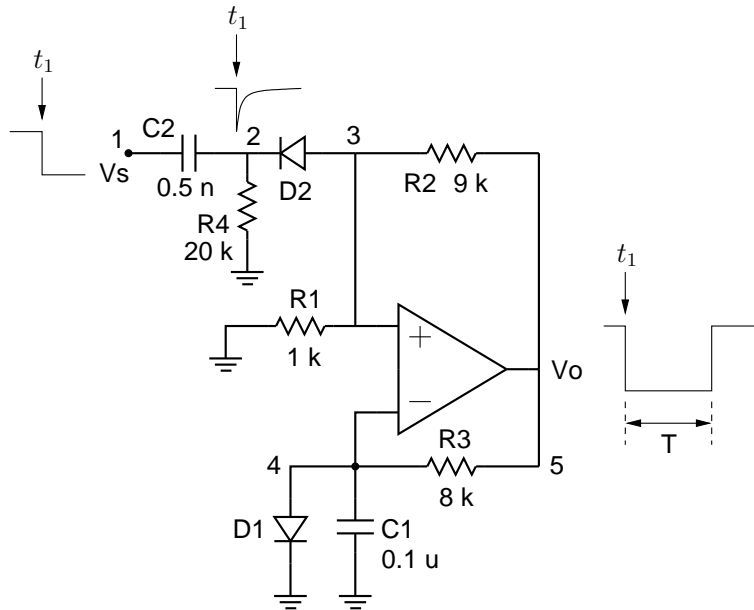 t₁
t₁
1
C2
2
3
Vs
0.5 n
D2
R2 9 k
R4
20 k
t₁
R1
1 k
+
−
Vo
R3
T
4
5
8 k
D1
C1
0.1 u